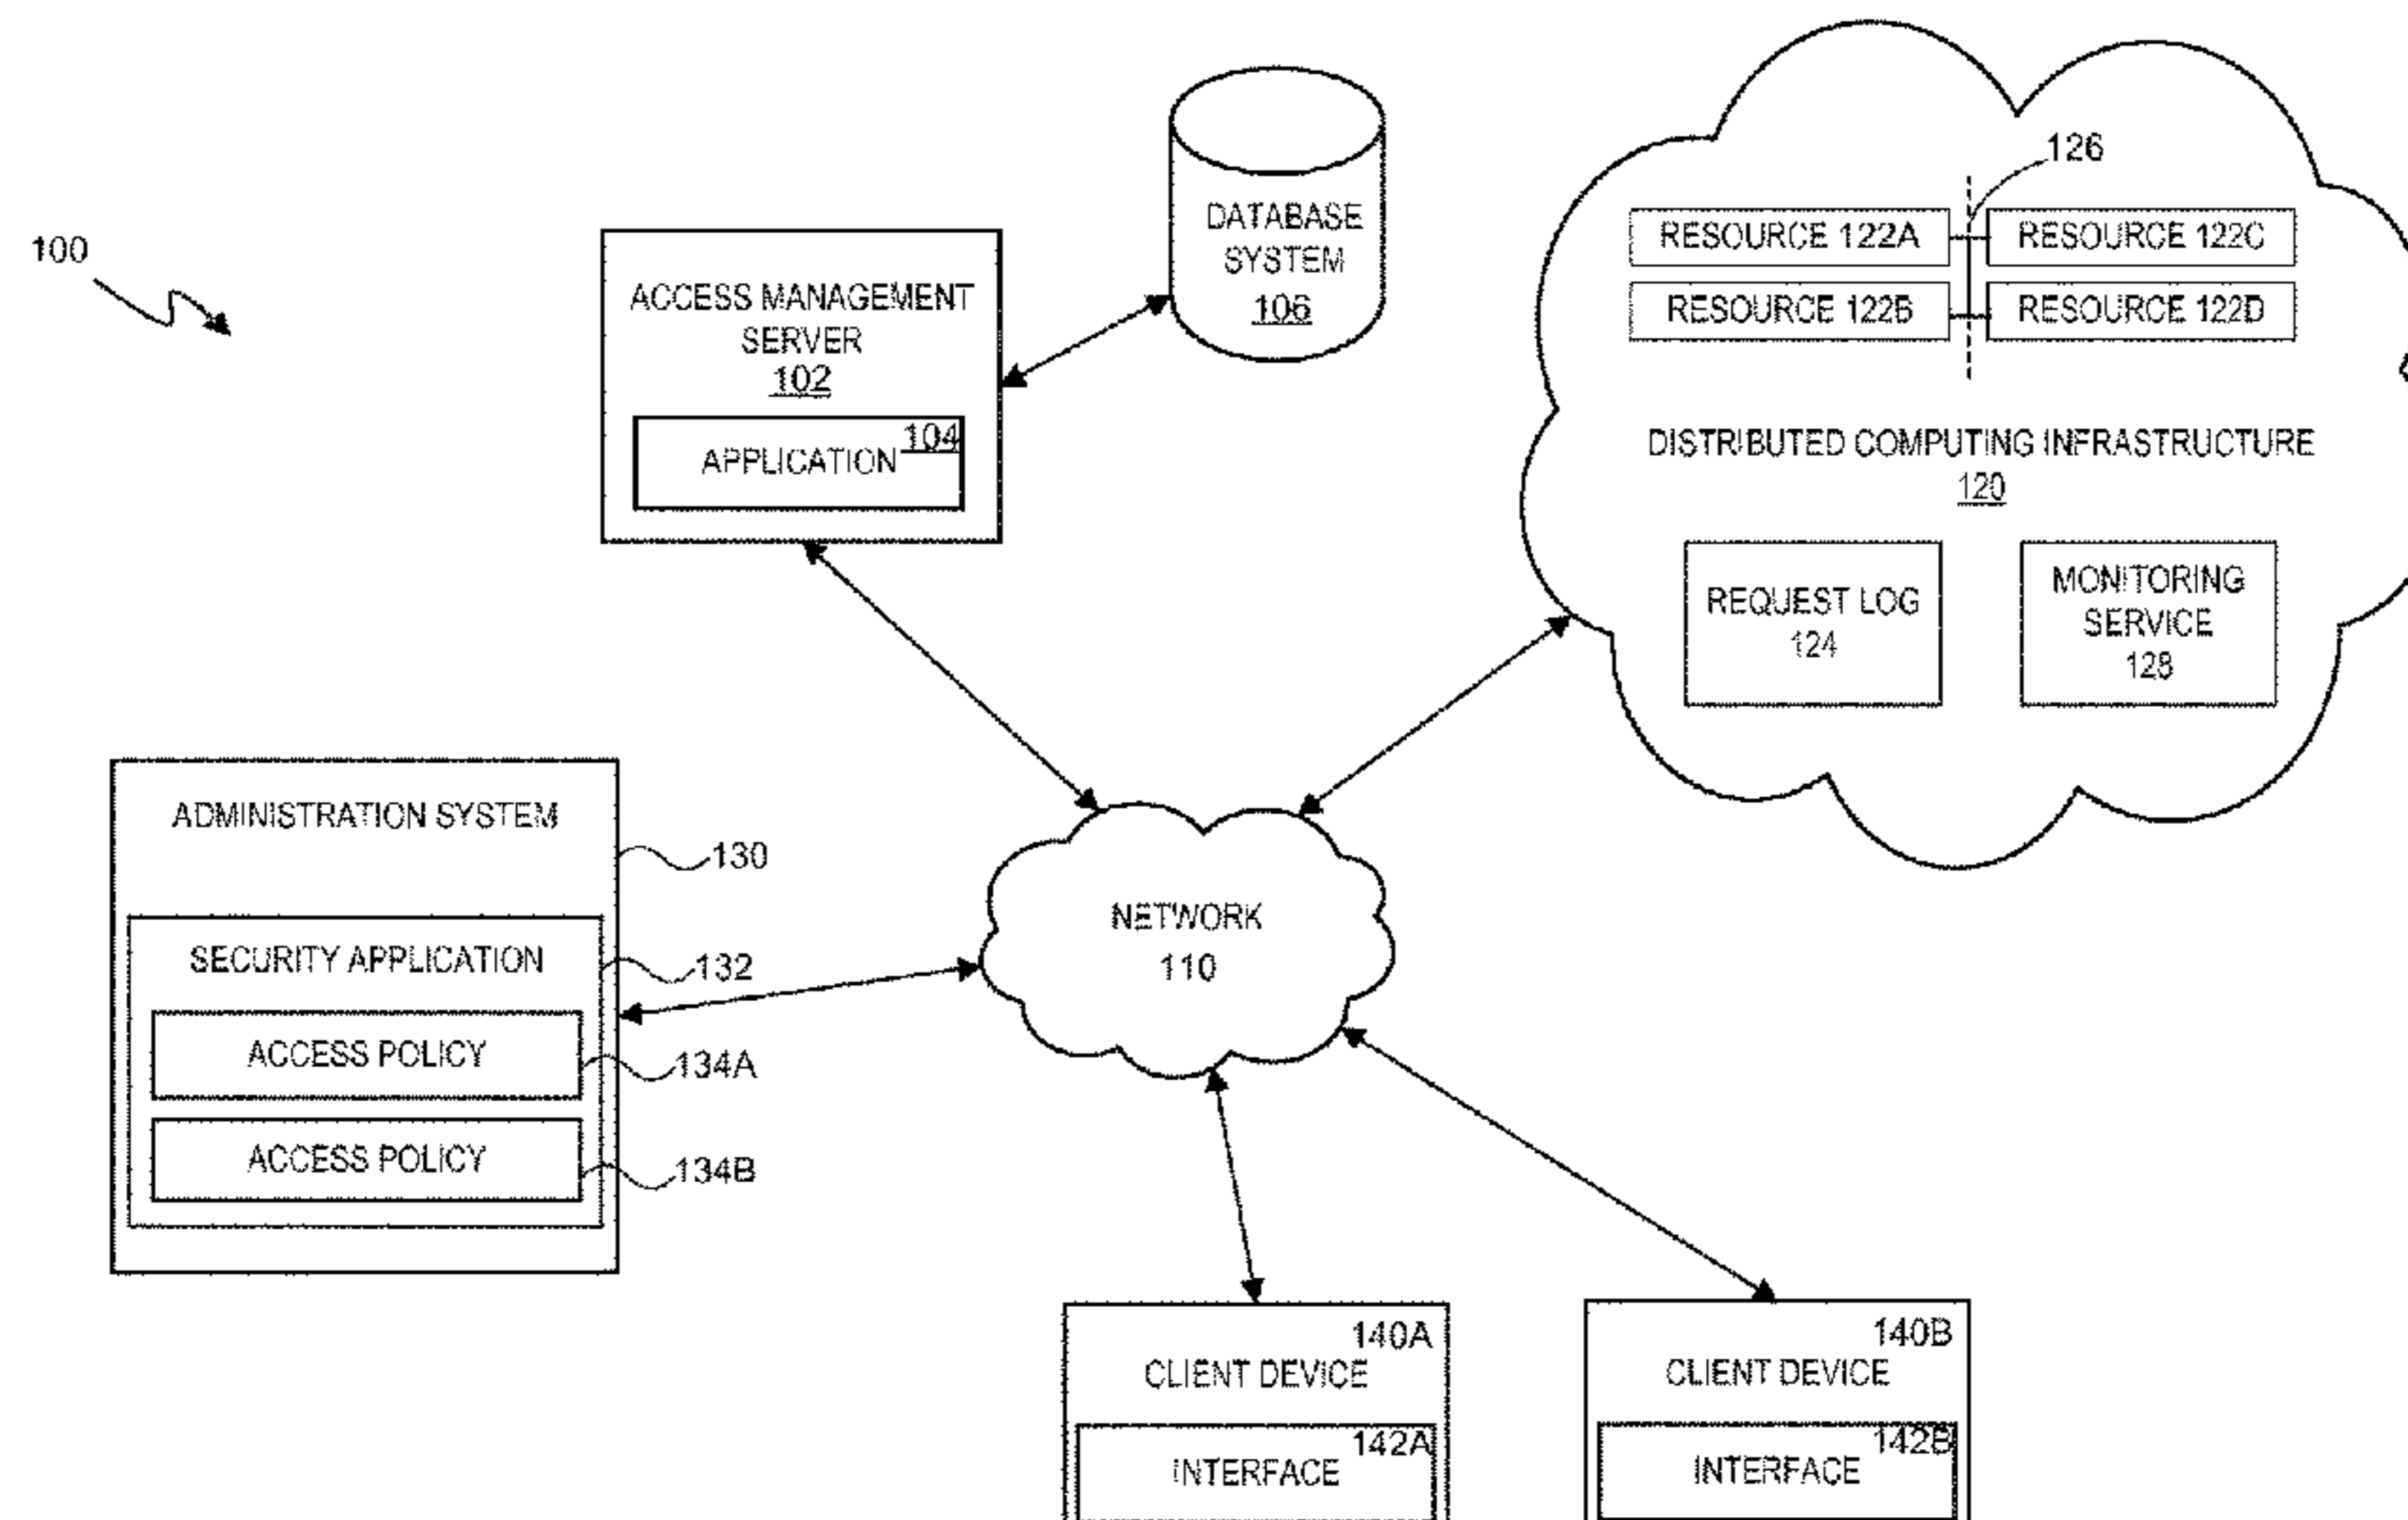 100
ACCESS MANAGEMENT
SERVER
102
104
APPLICATION
DATABASE
SYSTEM
106
126
RESOURCE 122A
RESOURCE 122C
RESOURCE 122B
RESOURCE 122D
DISTRIBUTED COMPUTING INFRASTRUCTURE
120
REQUEST LOG
124
MONITORING
SERVICE
128
ADMINISTRATION SYSTEM
130
SECURITY APPLICATION
132
ACCESS POLICY
134A
ACCESS POLICY
134B
NETWORK
110
140A
CLIENT DEVICE
142A
INTERFACE
140B
CLIENT DEVICE
142B
INTERFACE